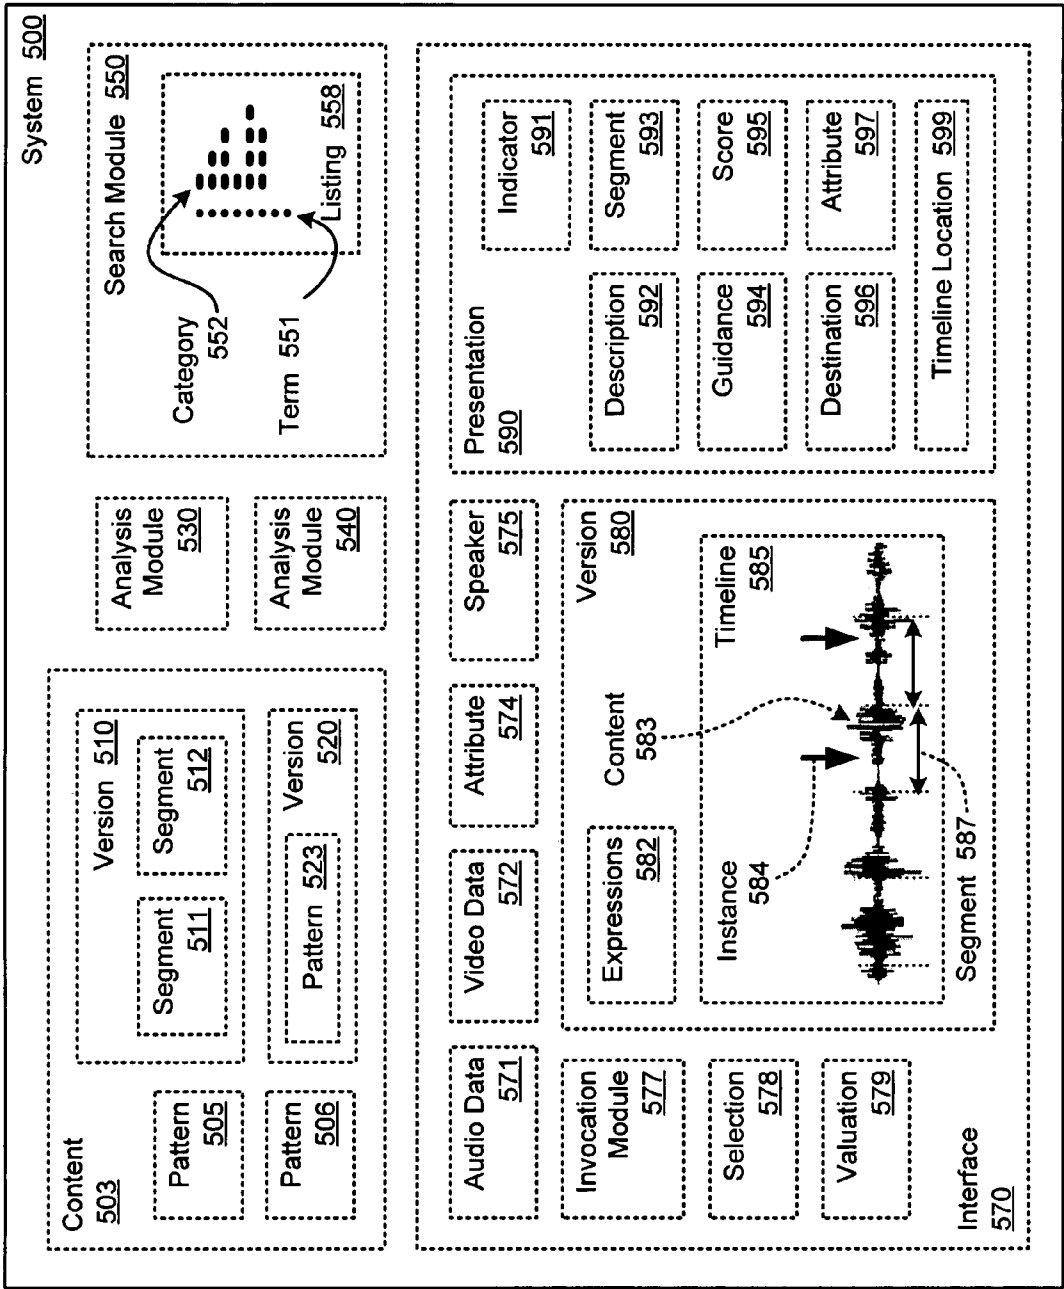 System 500
Content
503
Pattern
505
Pattern
506
Version 510
Segment
511
Segment
512
Version
520
Pattern 523
Analysis
Module
530
Analysis
Module
540
Search Module 550
Category
552
Term 551
Listing 558
Interface
570
Audio Data
571
Video Data
572
Attribute
574
Speaker
575
Invocation
Module
577
Selection
578
Valuation
579
Version
580
Expressions
582
Content
583
Instance
584
Timeline
585
Segment 587
Presentation
590
Indicator
591
Description
592
Segment
593
Guidance
594
Score
595
Destination
596
Attribute
597
Timeline Location 599